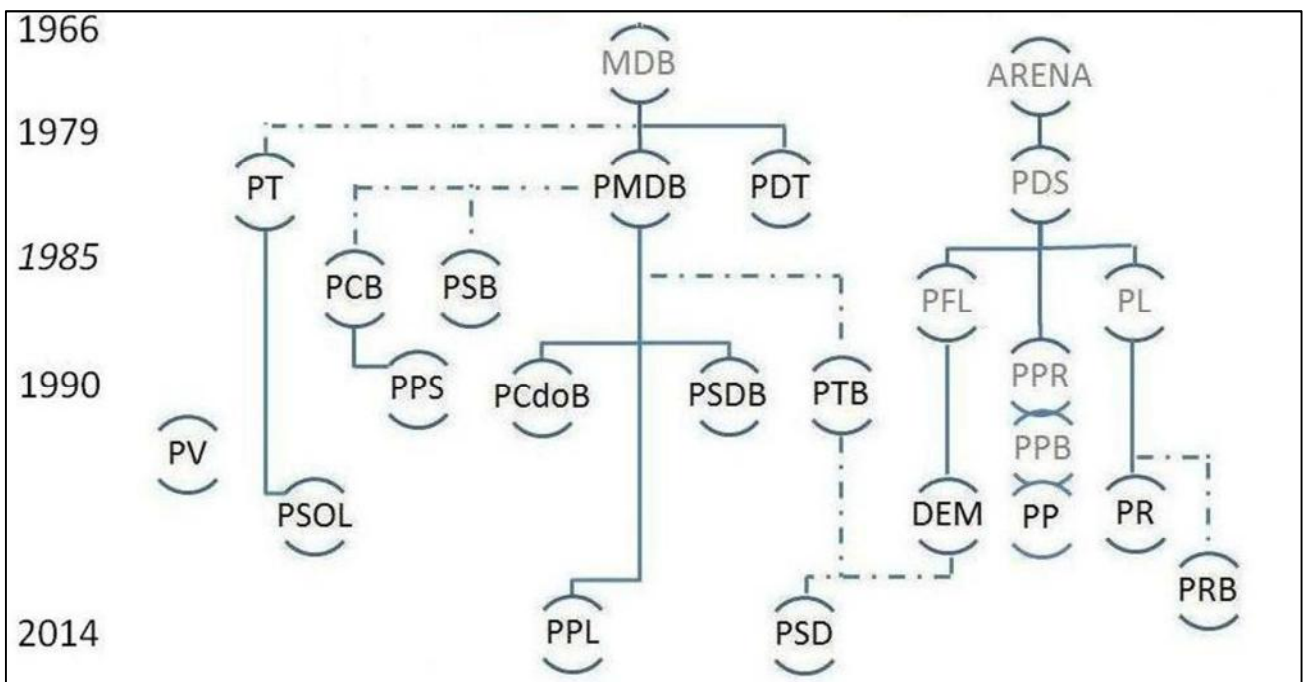 1966
MDB
ARENA
1979
PT
PMDB
PDT
PDS
1985
PCB
PSB
PFL
PL
PPS
PCdoB
PSDB
PTB
PPR
1990
PV
PPB
PSOL
DEM
PP
PR
PRB
PPL
PSD
2014